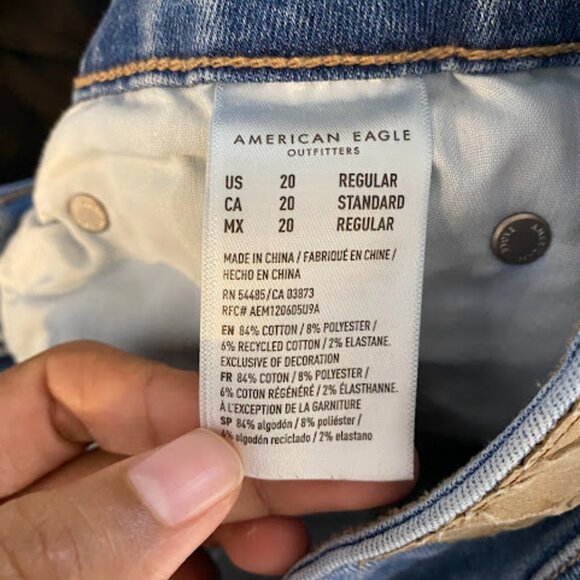 AMERICAN EAGLE
OUTFITTERS
US 20 REGULAR
CA 20 STANDARD
MX 20 REGULAR
MADE IN CHINA / FABRIQUÉ EN CHINE /
HECHO EN CHINA
RN 54485/CA 03873
RFC# AEM120605U9A
EN 84% COTTON / 8% POLYESTER /
6% RECYCLED COTTON / 2% ELASTANE.
EXCLUSIVE OF DECORATION
FR 84% COTON / 8% POLYESTER /
6% COTON RÉGÉNÉRÉ / 2% ÉLASTHANNE.
À L'EXCEPTION DE LA GARNITURE
SP 84% algodón / 8% poliéster /
6% algodón reciclado / 2% elastano
AMERICAN
EAGLE